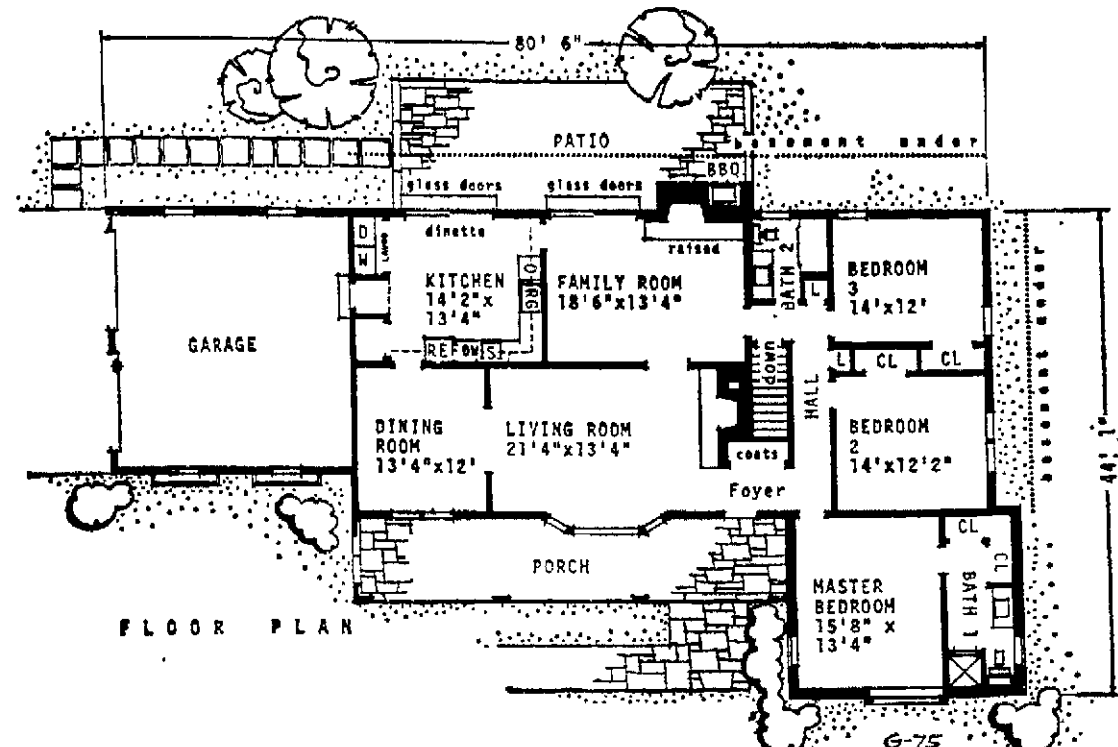 80' 6"
PATIO
basement under
BBQ
glass doors
glass doors
dinette
raised
D
W
LAUND
KITCHEN
14'2" x
13'4"
O
RG
REF
DW
S
FAMILY ROOM
18'6"x13'4"
BATH 2
L
BEDROOM
3
14'x12'
basement under
GARAGE
down
HALL
L
CL
CL
DINING
ROOM
13'4"x12'
LIVING ROOM
21'4"x13'4"
BEDROOM
2
14'x12'2"
coats
Foyer
44' 1"
PORCH
CL
CL
BATH 1
MASTER
BEDROOM
15'8" x
13'4"
FLOOR PLAN
G-75